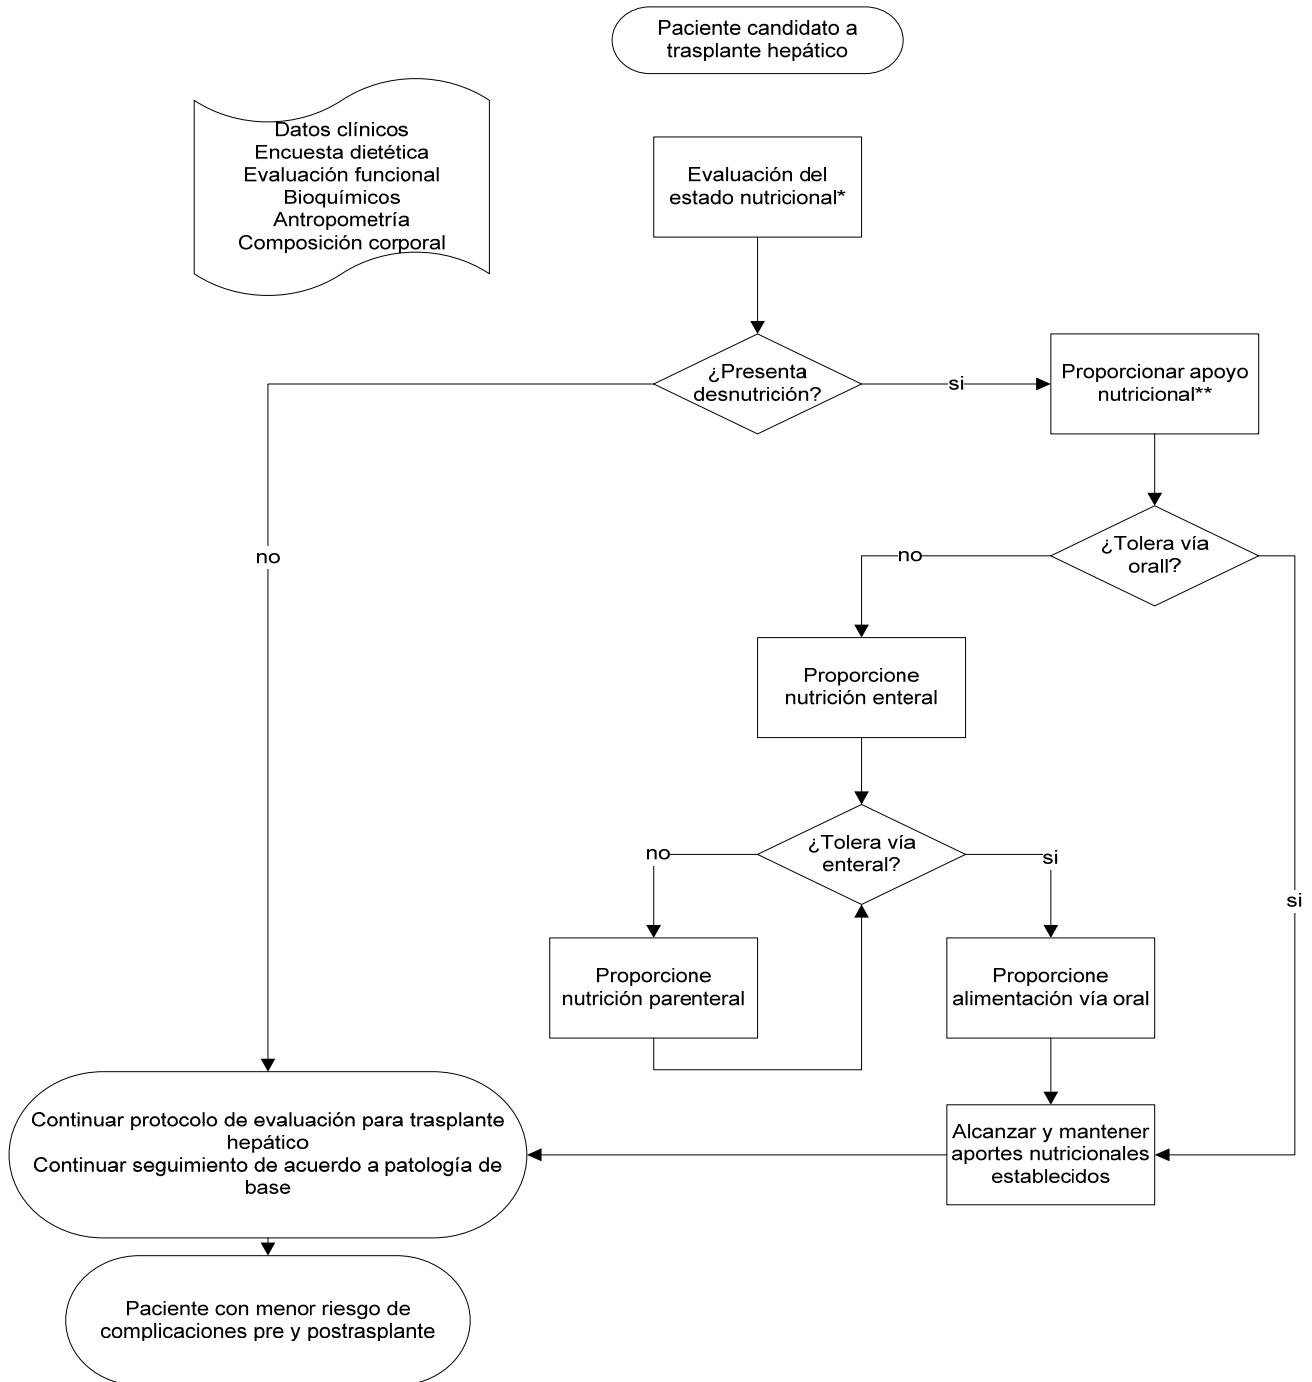 Paciente candidato a
trasplante hepático
Datos clínicos
Encuesta dietética
Evaluación funcional
Bioquímicos
Antropometría
Composición corporal
Evaluación del
estado nutricional*
¿Presenta
desnutrición?
si
Proporcionar apoyo
nutricional**
no
¿Tolera vía
orall?
no
Proporcione
nutrición enteral
¿Tolera vía
enteral?
no
si
si
Proporcione
nutrición parenteral
Proporcione
alimentación vía oral
Continuar protocolo de evaluación para trasplante
hepático
Continuar seguimiento de acuerdo a patología de
base
Alcanzar y mantener
aportes nutricionales
establecidos
Paciente con menor riesgo de
complicaciones pre y postrasplante